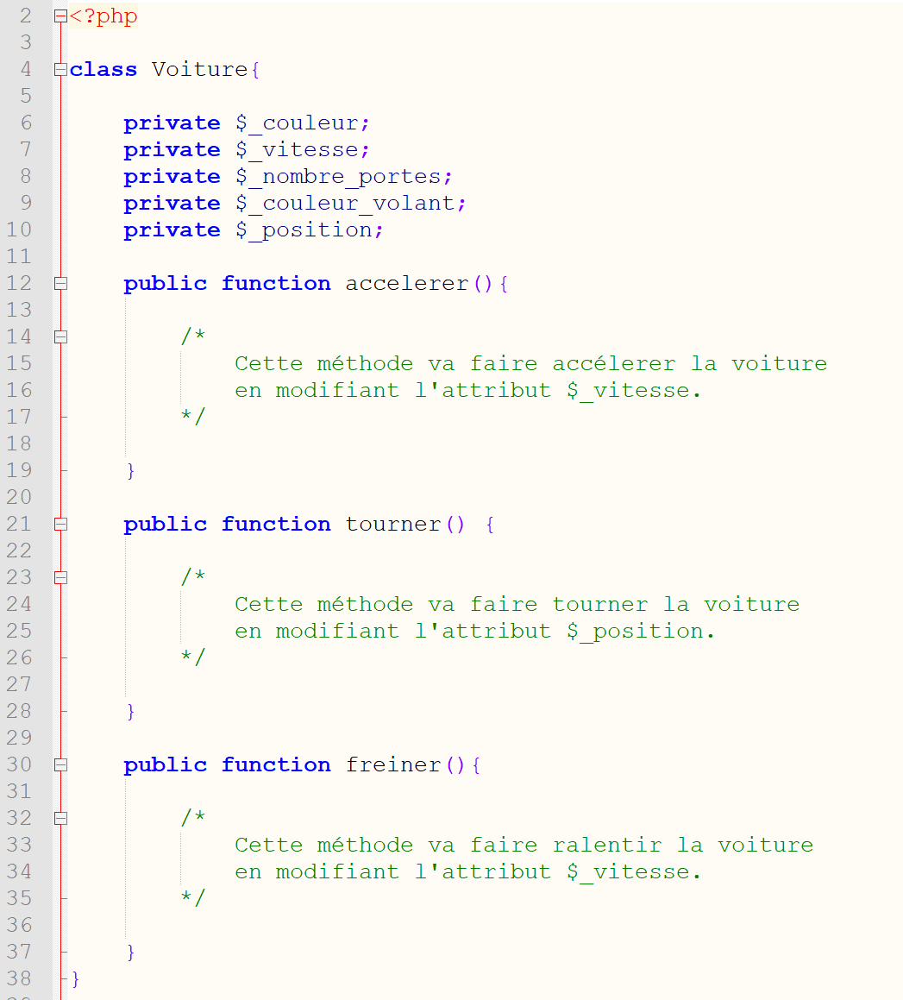 2 <?php
3
4 class Voiture{
5
6 private $_couleur;
7 private $_vitesse;
8 private $_nombre_portes;
9 private $_couleur_volant;
10 private $_position;
11
12 public function accelerer(){
13
14 /*
15 Cette méthode va faire accélerer la voiture
16 en modifiant l'attribut $_vitesse.
17 */
18
19 }
20
21 public function tourner() {
22
23 /*
24 Cette méthode va faire tourner la voiture
25 en modifiant l'attribut $_position.
26 */
27
28 }
29
30 public function freiner(){
31
32 /*
33 Cette méthode va faire ralentir la voiture
34 en modifiant l'attribut $_vitesse.
35 */
36
37 }
38 }